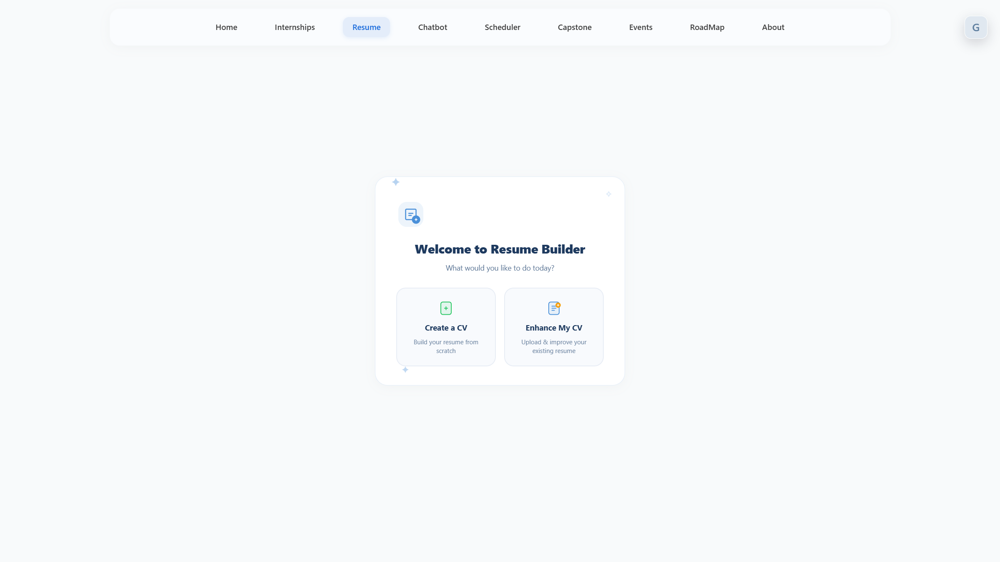 Home Internships Resume Chatbot Scheduler Capstone Events RoadMap About
G
Welcome to Resume Builder
What would you like to do today?
Create a CV
Build your resume from
scratch
Enhance My CV
Upload & improve your
existing resume